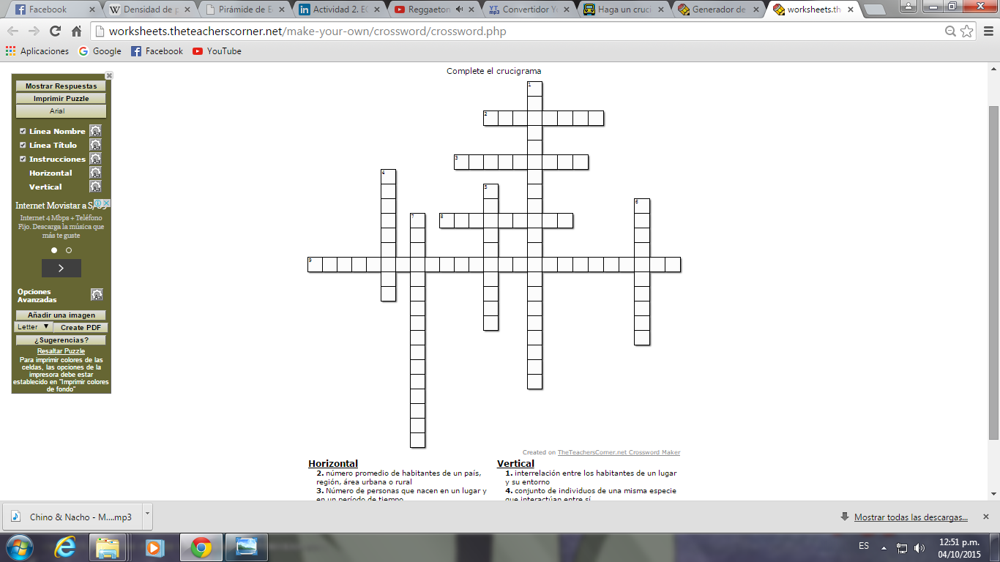 Facebook
Densidad de p
Pirámide de E
Actividad 2. EC
Reggaeton
Convertidor Y
Haga un cruci
Generador de
worksheets.the
worksheets.theteacherscorner.net/make-your-own/crossword/crossword.php
Aplicaciones
Google
Facebook
YouTube
Mostrar Respuestas
Imprimir Puzzle
Arial
Línea Nombre
Línea Título
Instrucciones
Horizontal
Vertical
Internet Movistar a S/
Internet 4 Mbps + Teléfono
Fijo. Descarga la música que
más te guste
Opciones
Avanzadas
Añadir una imagen
Letter Create PDF
¿Sugerencias?
Resaltar Puzzle
Para imprimir colores de las
celdas, las opciones de la
impresora debe estar
establecido en "Imprimir colores
de fondo"
Complete el crucigrama
1
2
3
4
5
6
7
8
9
Created on TheTeachersCorner.net Crossword Maker
Horizontal
2. número promedio de habitantes de un país,
región, área urbana o rural
3. Número de personas que nacen en un lugar y
en un período de tiempo
Vertical
1. interrelación entre los habitantes de un lugar
y su entorno
4. conjunto de individuos de una misma especie
que interactúan entre sí
Chino & Nacho - M....mp3
Mostrar todas las descargas...
ES
12:51 p.m.
04/10/2015